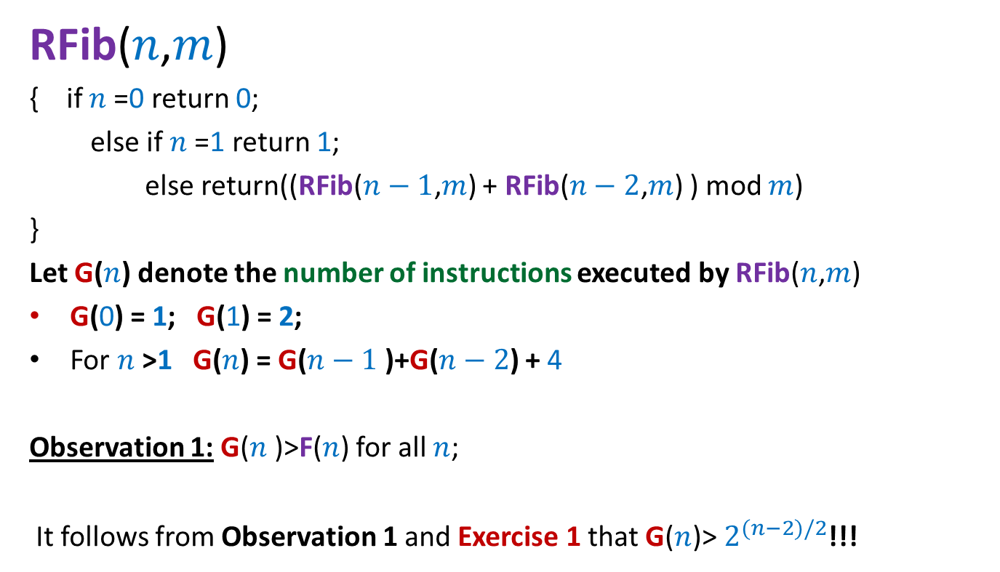 RFib(𝑛,𝑚)
{ if 𝑛 =0 return 0;
else if 𝑛 =1 return 1;
else return((RFib(𝑛 − 1,𝑚) + RFib(𝑛 − 2,𝑚) ) mod 𝑚)
}
Let G(𝑛) denote the number of instructions executed by RFib(𝑛,𝑚)
• G(0) = 1; G(1) = 2;
• For 𝑛 >1 G(𝑛) = G(𝑛 − 1 )+G(𝑛 − 2) + 4
Observation 1: G(𝑛 )>F(𝑛) for all 𝑛;
It follows from Observation 1 and Exercise 1 that G(𝑛)> 2^(𝑛−2)/2!!!